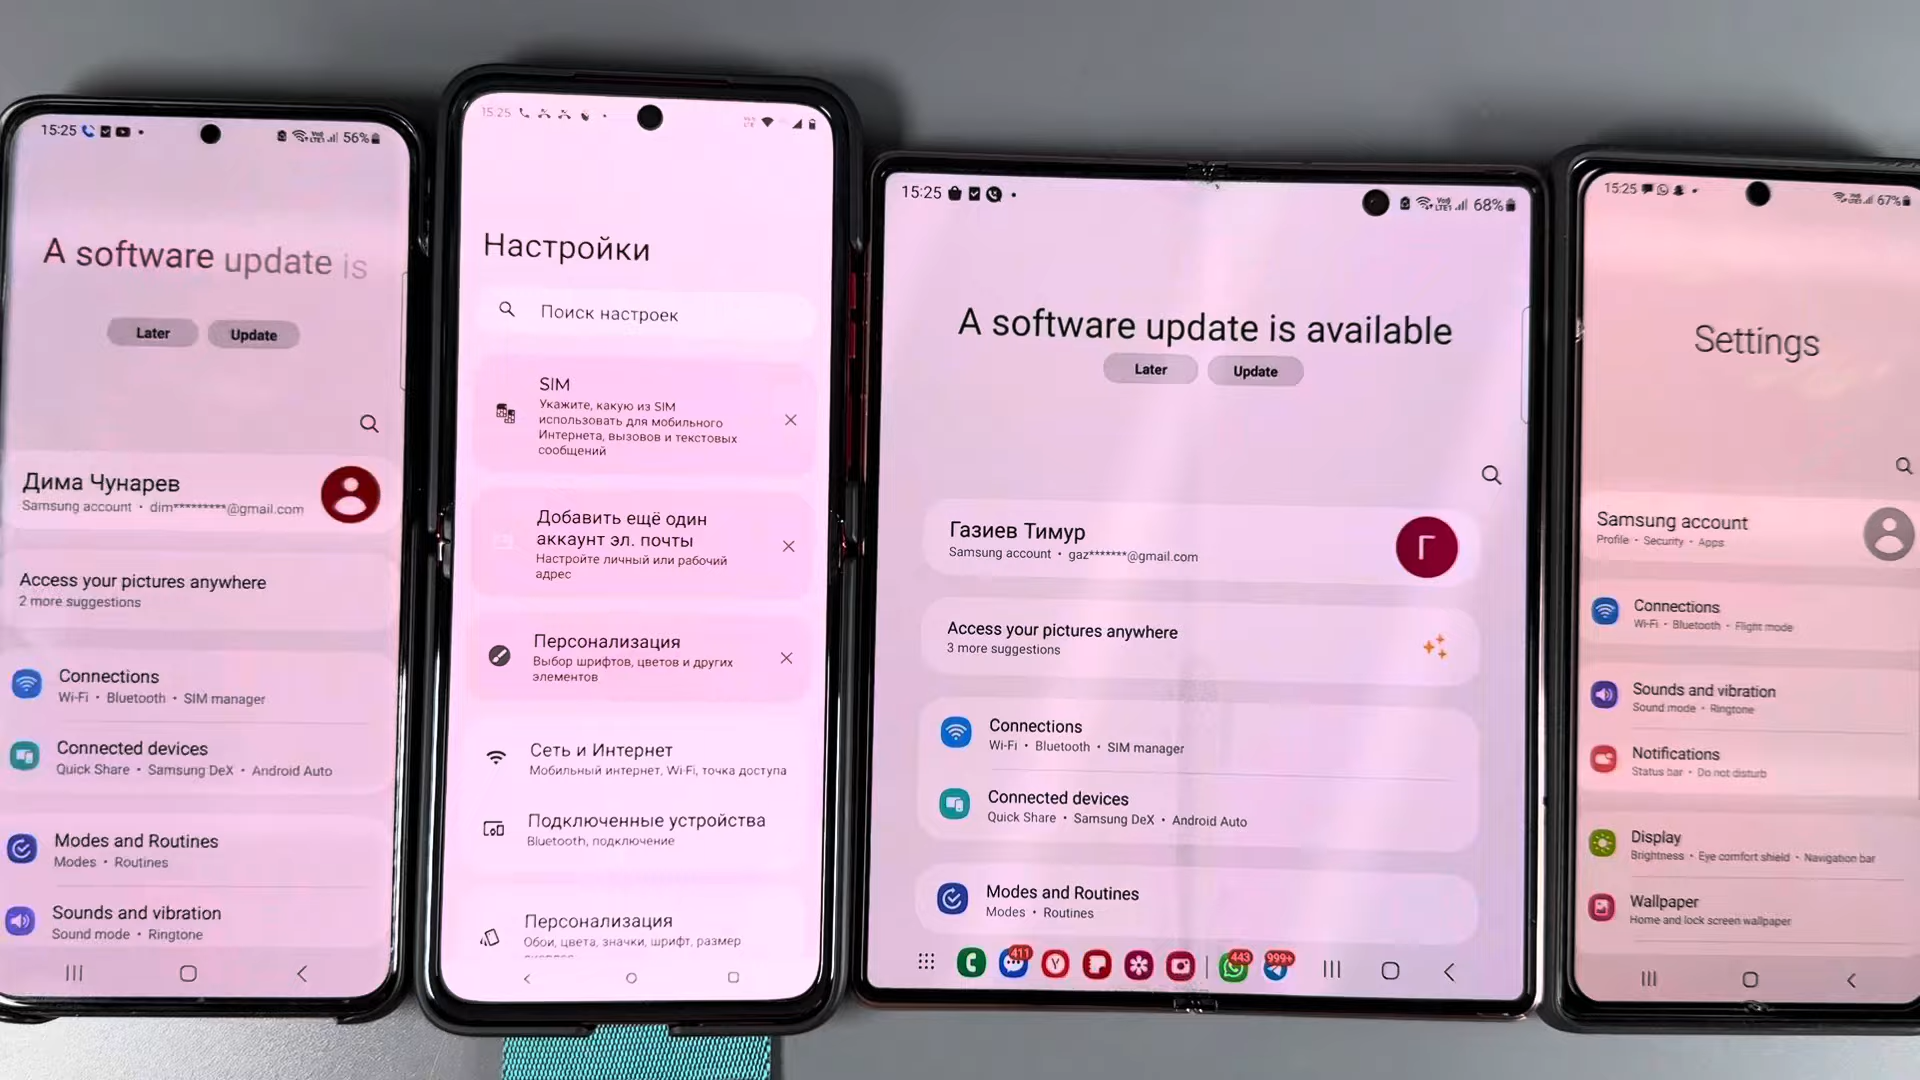 15:25
56%
A software update is
Later
Update
Дима Чунарев
Samsung account • dim*********@gmail.com
Access your pictures anywhere
2 more suggestions
Connections
Wi-Fi • Bluetooth • SIM manager
Connected devices
Quick Share • Samsung DeX • Android Auto
Modes and Routines
Modes • Routines
Sounds and vibration
Sound mode • Ringtone
15:25
Настройки
Поиск настроек
SIM
Укажите, какую из SIM
использовать для мобильного
Интернета, вызовов и текстовых
сообщений
Добавить ещё один
аккаунт эл. почты
Настройте личный или рабочий
адрес
Персонализация
Выбор шрифтов, цветов и других
элементов
Сеть и Интернет
Мобильный интернет, Wi-Fi, точка доступа
Подключенные устройства
Bluetooth, подключение
Персонализация
Обои, цвета, значки, шрифт, размер
15:25
68%
A software update is available
Later
Update
Газиев Тимур
Samsung account • gaz*******@gmail.com
Г
Access your pictures anywhere
3 more suggestions
Connections
Wi-Fi • Bluetooth • SIM manager
Connected devices
Quick Share • Samsung DeX • Android Auto
Modes and Routines
Modes • Routines
411
Y
443
999+
15:25
67%
Settings
Samsung account
Profile • Security • Apps
Connections
Wi-Fi • Bluetooth • Flight mode
Sounds and vibration
Sound mode • Ringtone
Notifications
Status bar • Do not disturb
Display
Brightness • Eye comfort shield • Navigation bar
Wallpaper
Home and lock screen wallpaper